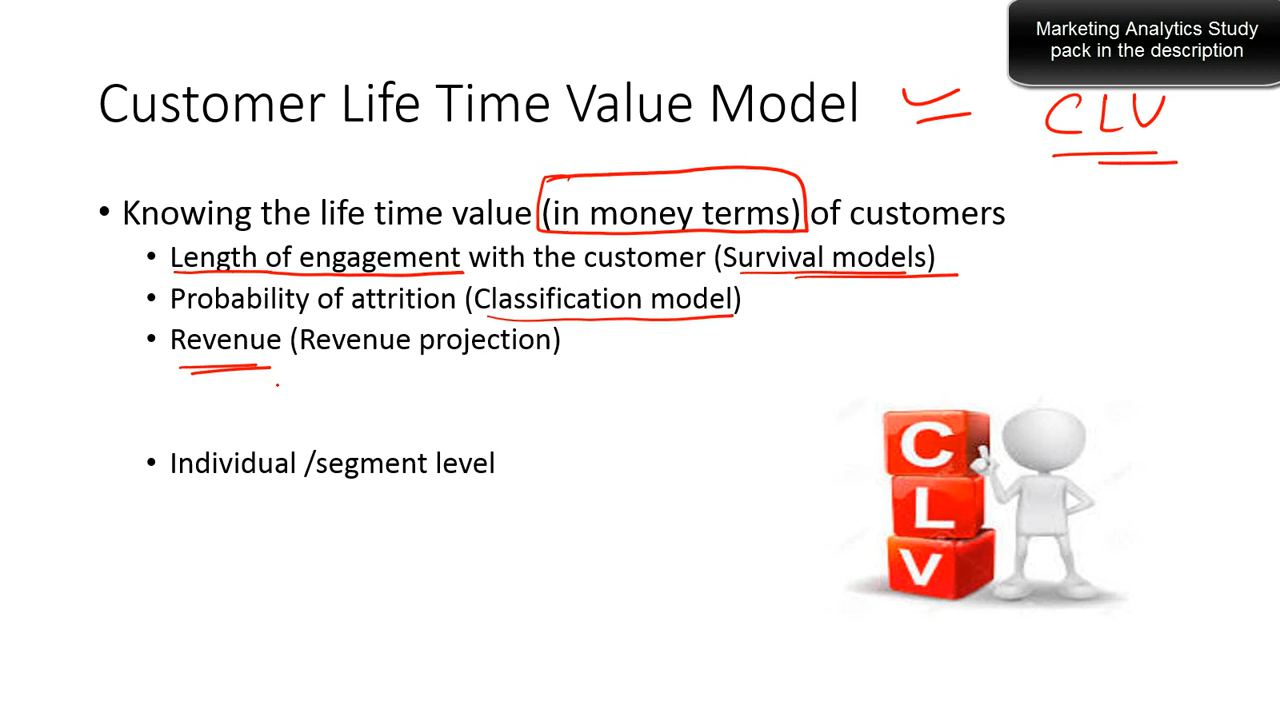 Marketing Analytics Study
pack in the description
Customer Life Time Value Model
CLV
• Knowing the life time value (in money terms) of customers
• Length of engagement with the customer (Survival models)
• Probability of attrition (Classification model)
• Revenue (Revenue projection)
• Individual /segment level
C
L
V